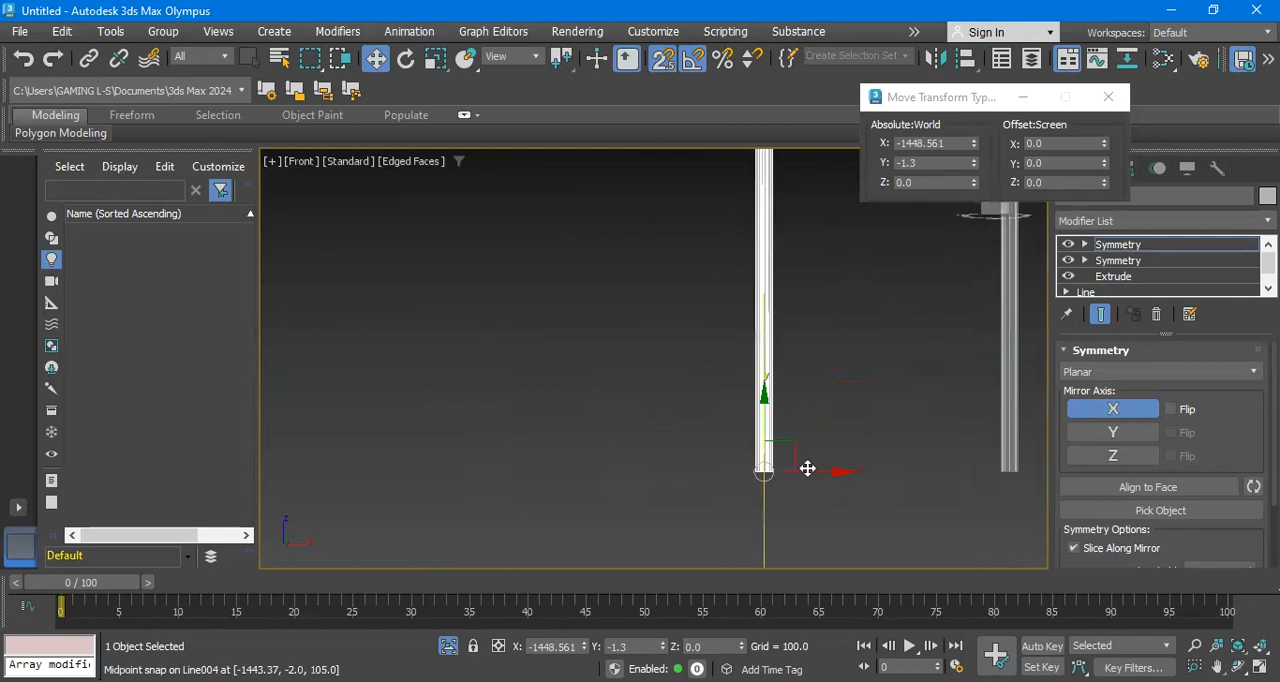 Untitled - Autodesk 3ds Max Olympus
File Edit Tools Group Views Create Modifiers Animation Graph Editors Rendering Customize Scripting Substance Sign In Workspaces: Default
All View Create Selection Set
C:\Users\GAMING L-S\Documents\3ds Max 2024
Modeling Freeform Selection Object Paint Populate
Polygon Modeling
Move Transform Typ...
Absolute:World Offset:Screen
X: -1448.561 X: 0.0
Y: -1.3 Y: 0.0
Z: 0.0 Z: 0.0
Select Display Edit Customize
[+] [Front] [Standard] [Edged Faces]
Name (Sorted Ascending)
Modifier List
Symmetry
Symmetry
Extrude
Line
Symmetry
Planar
Mirror Axis:
X Flip
Y Flip
Z Flip
Align to Face
Pick Object
Symmetry Options:
Slice Along Mirror
Default
0 / 100
0 5 10 15 20 25 30 35 40 45 50 55 60 65 70 75 80 85 90 95 100
1 Object Selected X: -1448.561 Y: -1.3 Z: 0.0 Grid = 100.0 Auto Key Selected
Array modifi Midpoint snap on Line004 at [-1443.37, -2.0, 105.0] Enabled: 0 Add Time Tag 0 Set Key Key Filters...